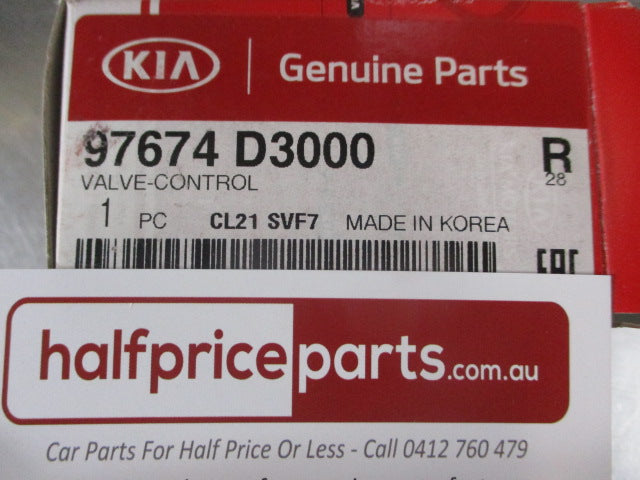 KIA Genuine Parts
97674 D3000 R
VALVE-CONTROL 28
1 PC CL21 SVF7 MADE IN KOREA
EAC
halfpriceparts.com.au
Car Parts For Half Price Or Less - Call 0412 760 479